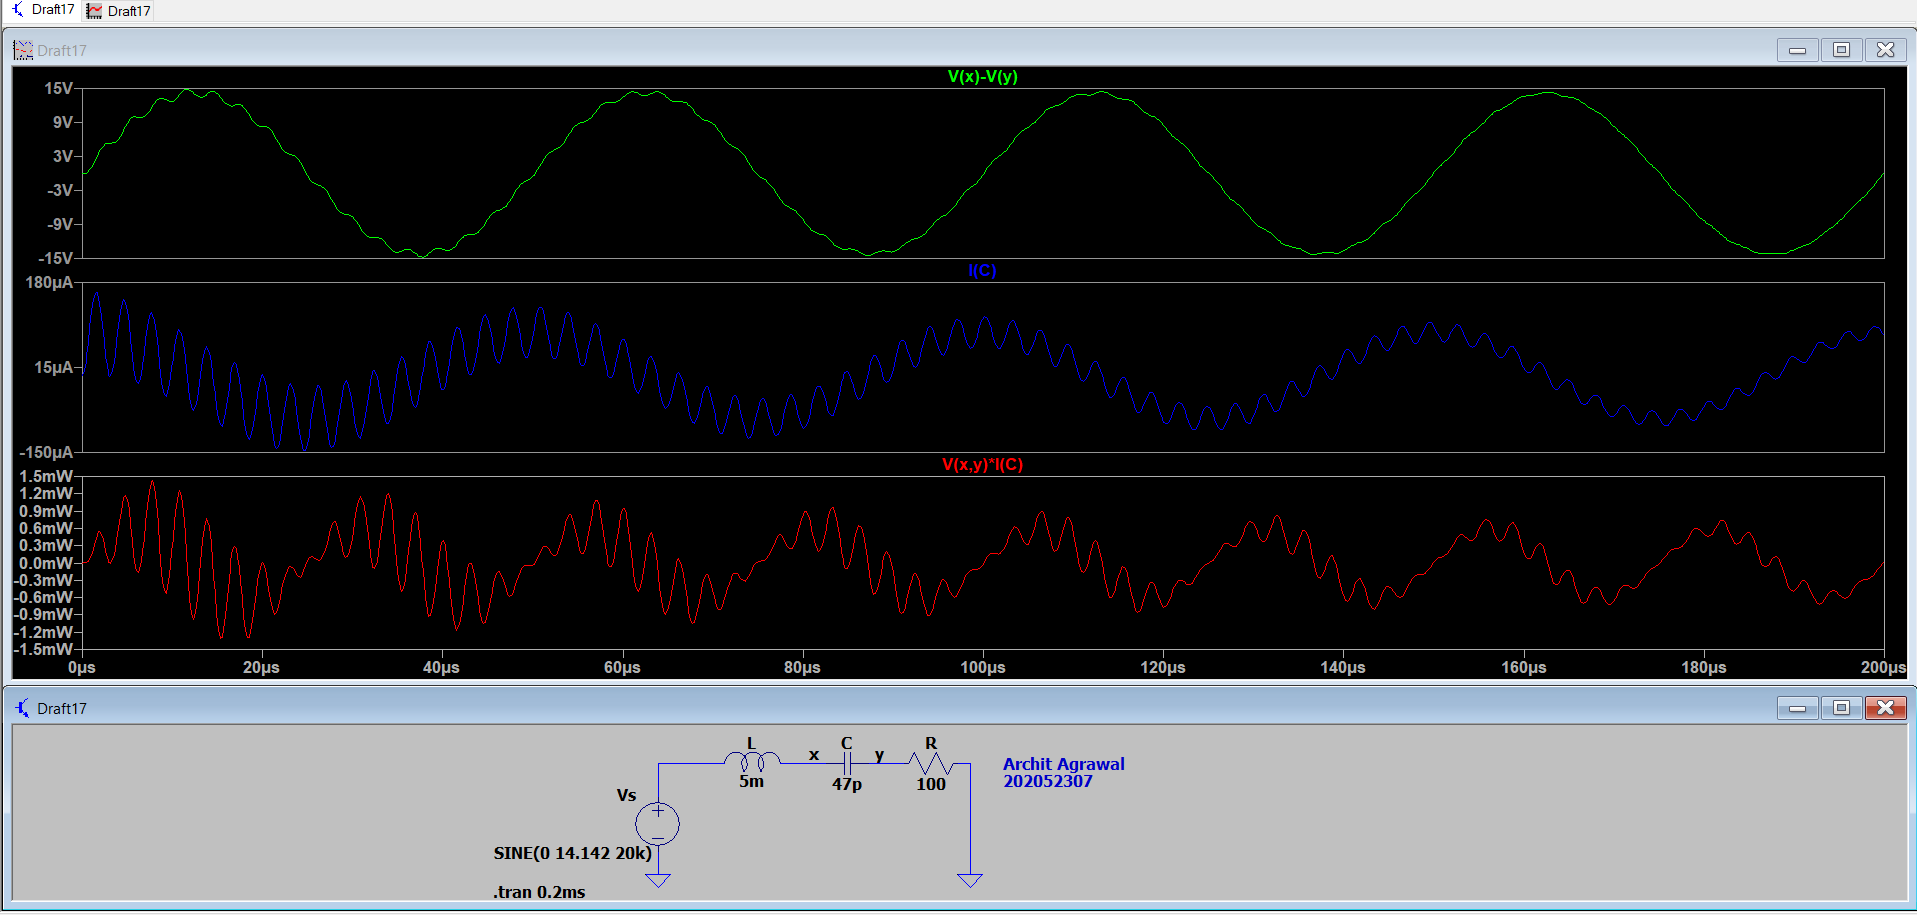 Draft17 Draft17
Draft17
V(x)-V(y)
15V
9V
3V
-3V
-9V
-15V
I(C)
180µA
15µA
-150µA
V(x,y)*I(C)
1.5mW
1.2mW
0.9mW
0.6mW
0.3mW
0.0mW
-0.3mW
-0.6mW
-0.9mW
-1.2mW
-1.5mW
0µs 20µs 40µs 60µs 80µs 100µs 120µs 140µs 160µs 180µs 200µs
Draft17
L x C y R
5m 47p 100
Archit Agrawal
202052307
Vs
SINE(0 14.142 20k)
.tran 0.2ms